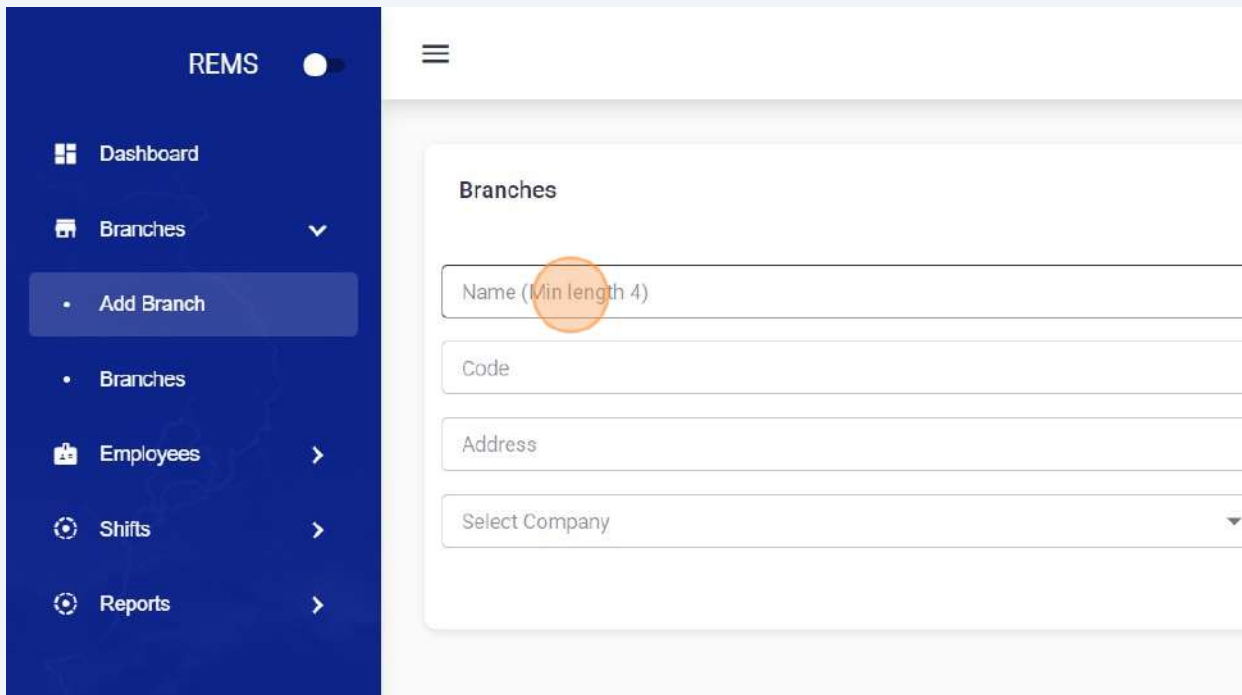 REMS
Dashboard
Branches
Add Branch
Branches
Employees
Shifts
Reports
Branches
Name (Min length 4)
Code
Address
Select Company